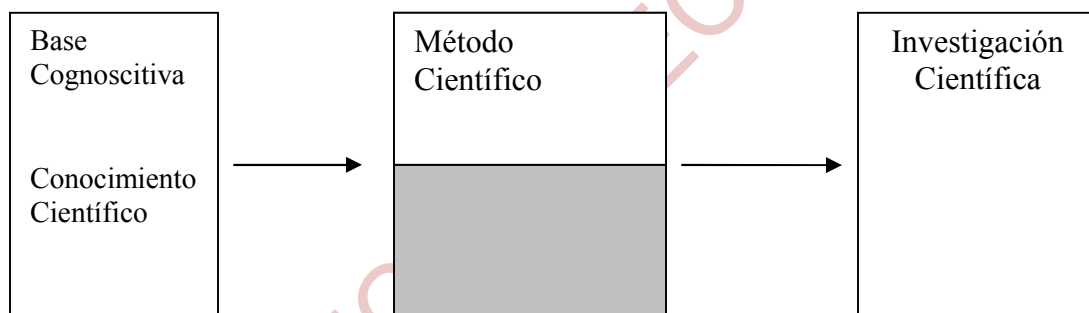 Base
Cognoscitiva
Conocimiento
Científico
Método
Científico
Investigación
Científica